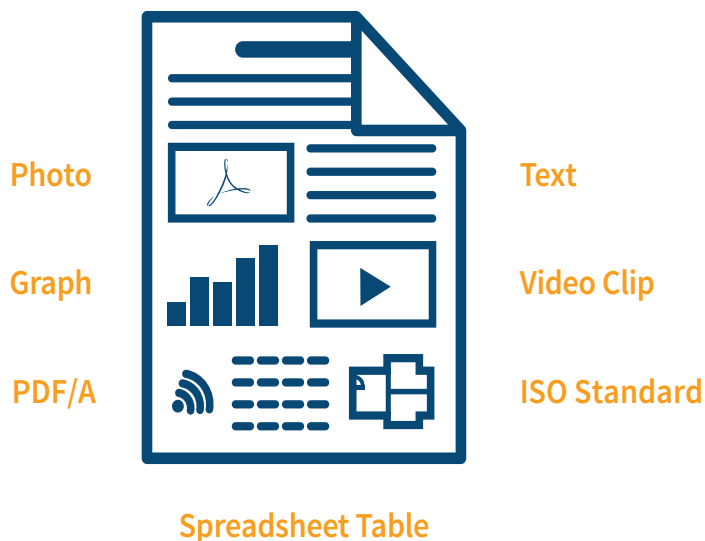 Photo
Text
Graph
Video Clip
PDF/A
ISO Standard
Spreadsheet Table